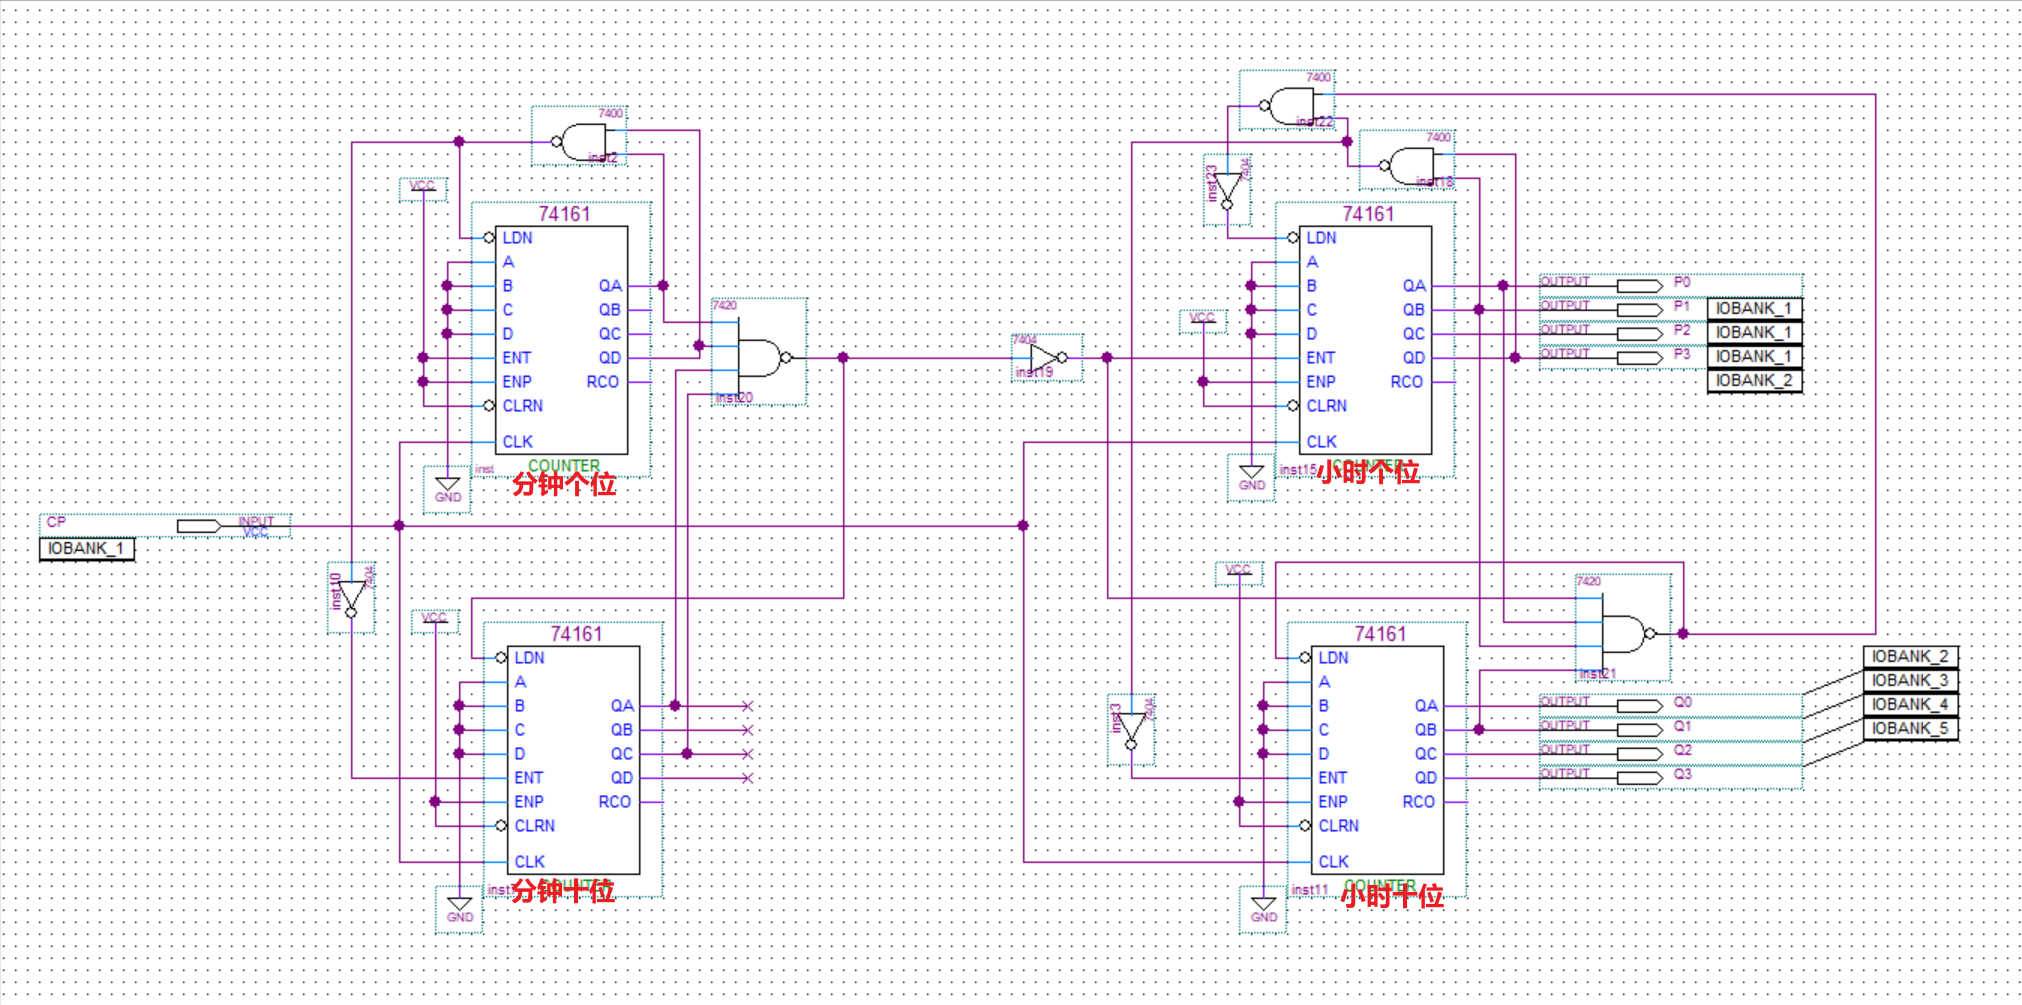 7400
inst2
VCC
74161
LDN
A
B
C
D
ENT
ENP
CLRN
CLK
QA
QB
QC
QD
RCO
inst
COUNTER
分钟个位
GND
7420
inst20
7404
inst19
7400
inst22
7400
inst18
inst23
7404
VCC
74161
LDN
A
B
C
D
ENT
ENP
CLRN
CLK
QA
QB
QC
QD
RCO
inst15
COUNTER
小时个位
GND
OUTPUT
P0
OUTPUT
P1
OUTPUT
P2
OUTPUT
P3
IOBANK_1
IOBANK_1
IOBANK_1
IOBANK_2
CP
INPUT
VCC
IOBANK_1
inst10
7404
VCC
74161
LDN
A
B
C
D
ENT
ENP
CLRN
CLK
QA
QB
QC
QD
RCO
COUNTER
分钟十位
GND
inst3
7404
VCC
74161
LDN
A
B
C
D
ENT
ENP
CLRN
CLK
QA
QB
QC
QD
RCO
inst11
COUNTER
小时十位
GND
7420
inst21
OUTPUT
Q0
OUTPUT
Q1
OUTPUT
Q2
OUTPUT
Q3
IOBANK_2
IOBANK_3
IOBANK_4
IOBANK_5